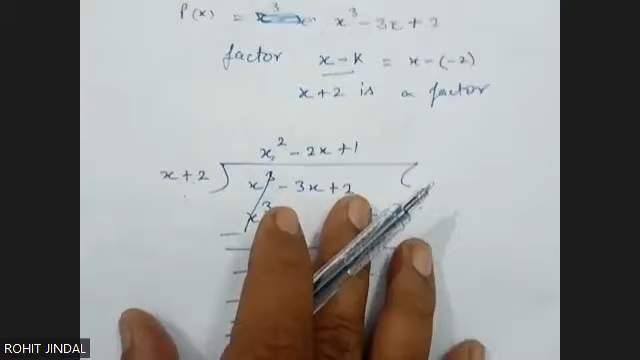 P(x) = x³ - 3x + 2
factor x - k = x - (-2)
x + 2 is a factor
x² - 2x + 1
x + 2 ) x³ - 3x + 2 (
x³
ROHIT JINDAL